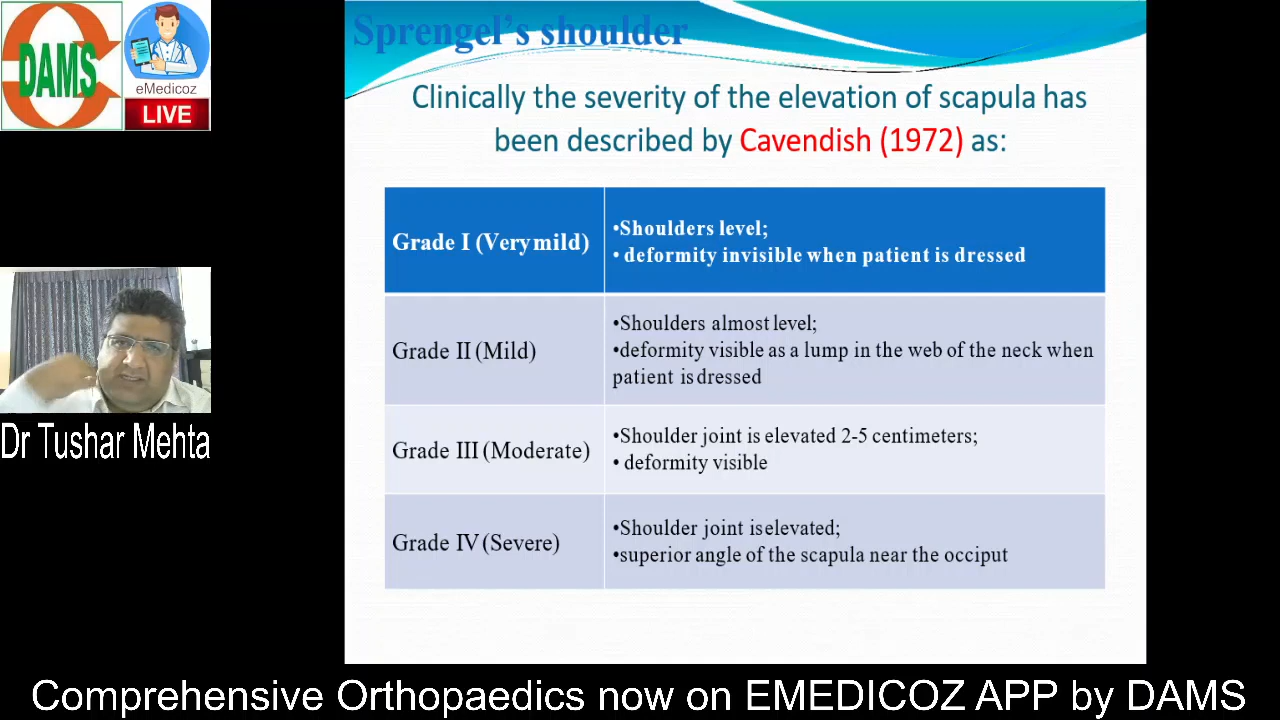 DAMS
eMedicoz
LIVE
Dr Tushar Mehta
Sprengel's shoulder
Clinically the severity of the elevation of scapula has
been described by Cavendish (1972) as:
Grade I (Very mild)
•Shoulders level;
• deformity invisible when patient is dressed
Grade II (Mild)
•Shoulders almost level;
•deformity visible as a lump in the web of the neck when
patient is dressed
Grade III (Moderate)
•Shoulder joint is elevated 2-5 centimeters;
• deformity visible
Grade IV (Severe)
•Shoulder joint is elevated;
•superior angle of the scapula near the occiput
Comprehensive Orthopaedics now on EMEDICOZ APP by DAMS